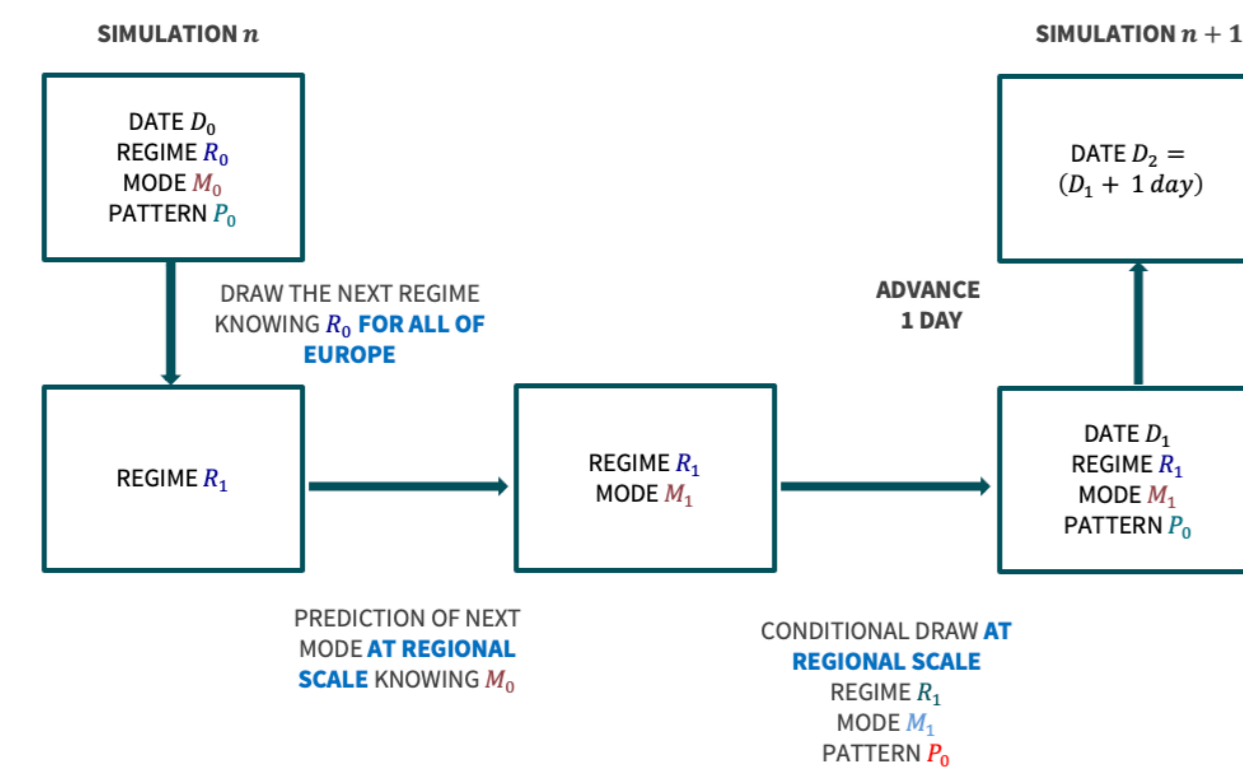 SIMULATION n
SIMULATION n + 1
DATE D₀
REGIME R₀
MODE M₀
PATTERN P₀
DATE D₂ =
(D₁ + 1 day)
DRAW THE NEXT REGIME
KNOWING R₀ FOR ALL OF
EUROPE
ADVANCE
1 DAY
REGIME R₁
REGIME R₁
MODE M₁
DATE D₁
REGIME R₁
MODE M₁
PATTERN P₀
PREDICTION OF NEXT
MODE AT REGIONAL
SCALE KNOWING M₀
CONDITIONAL DRAW AT
REGIONAL SCALE
REGIME R₁
MODE M₁
PATTERN P₀